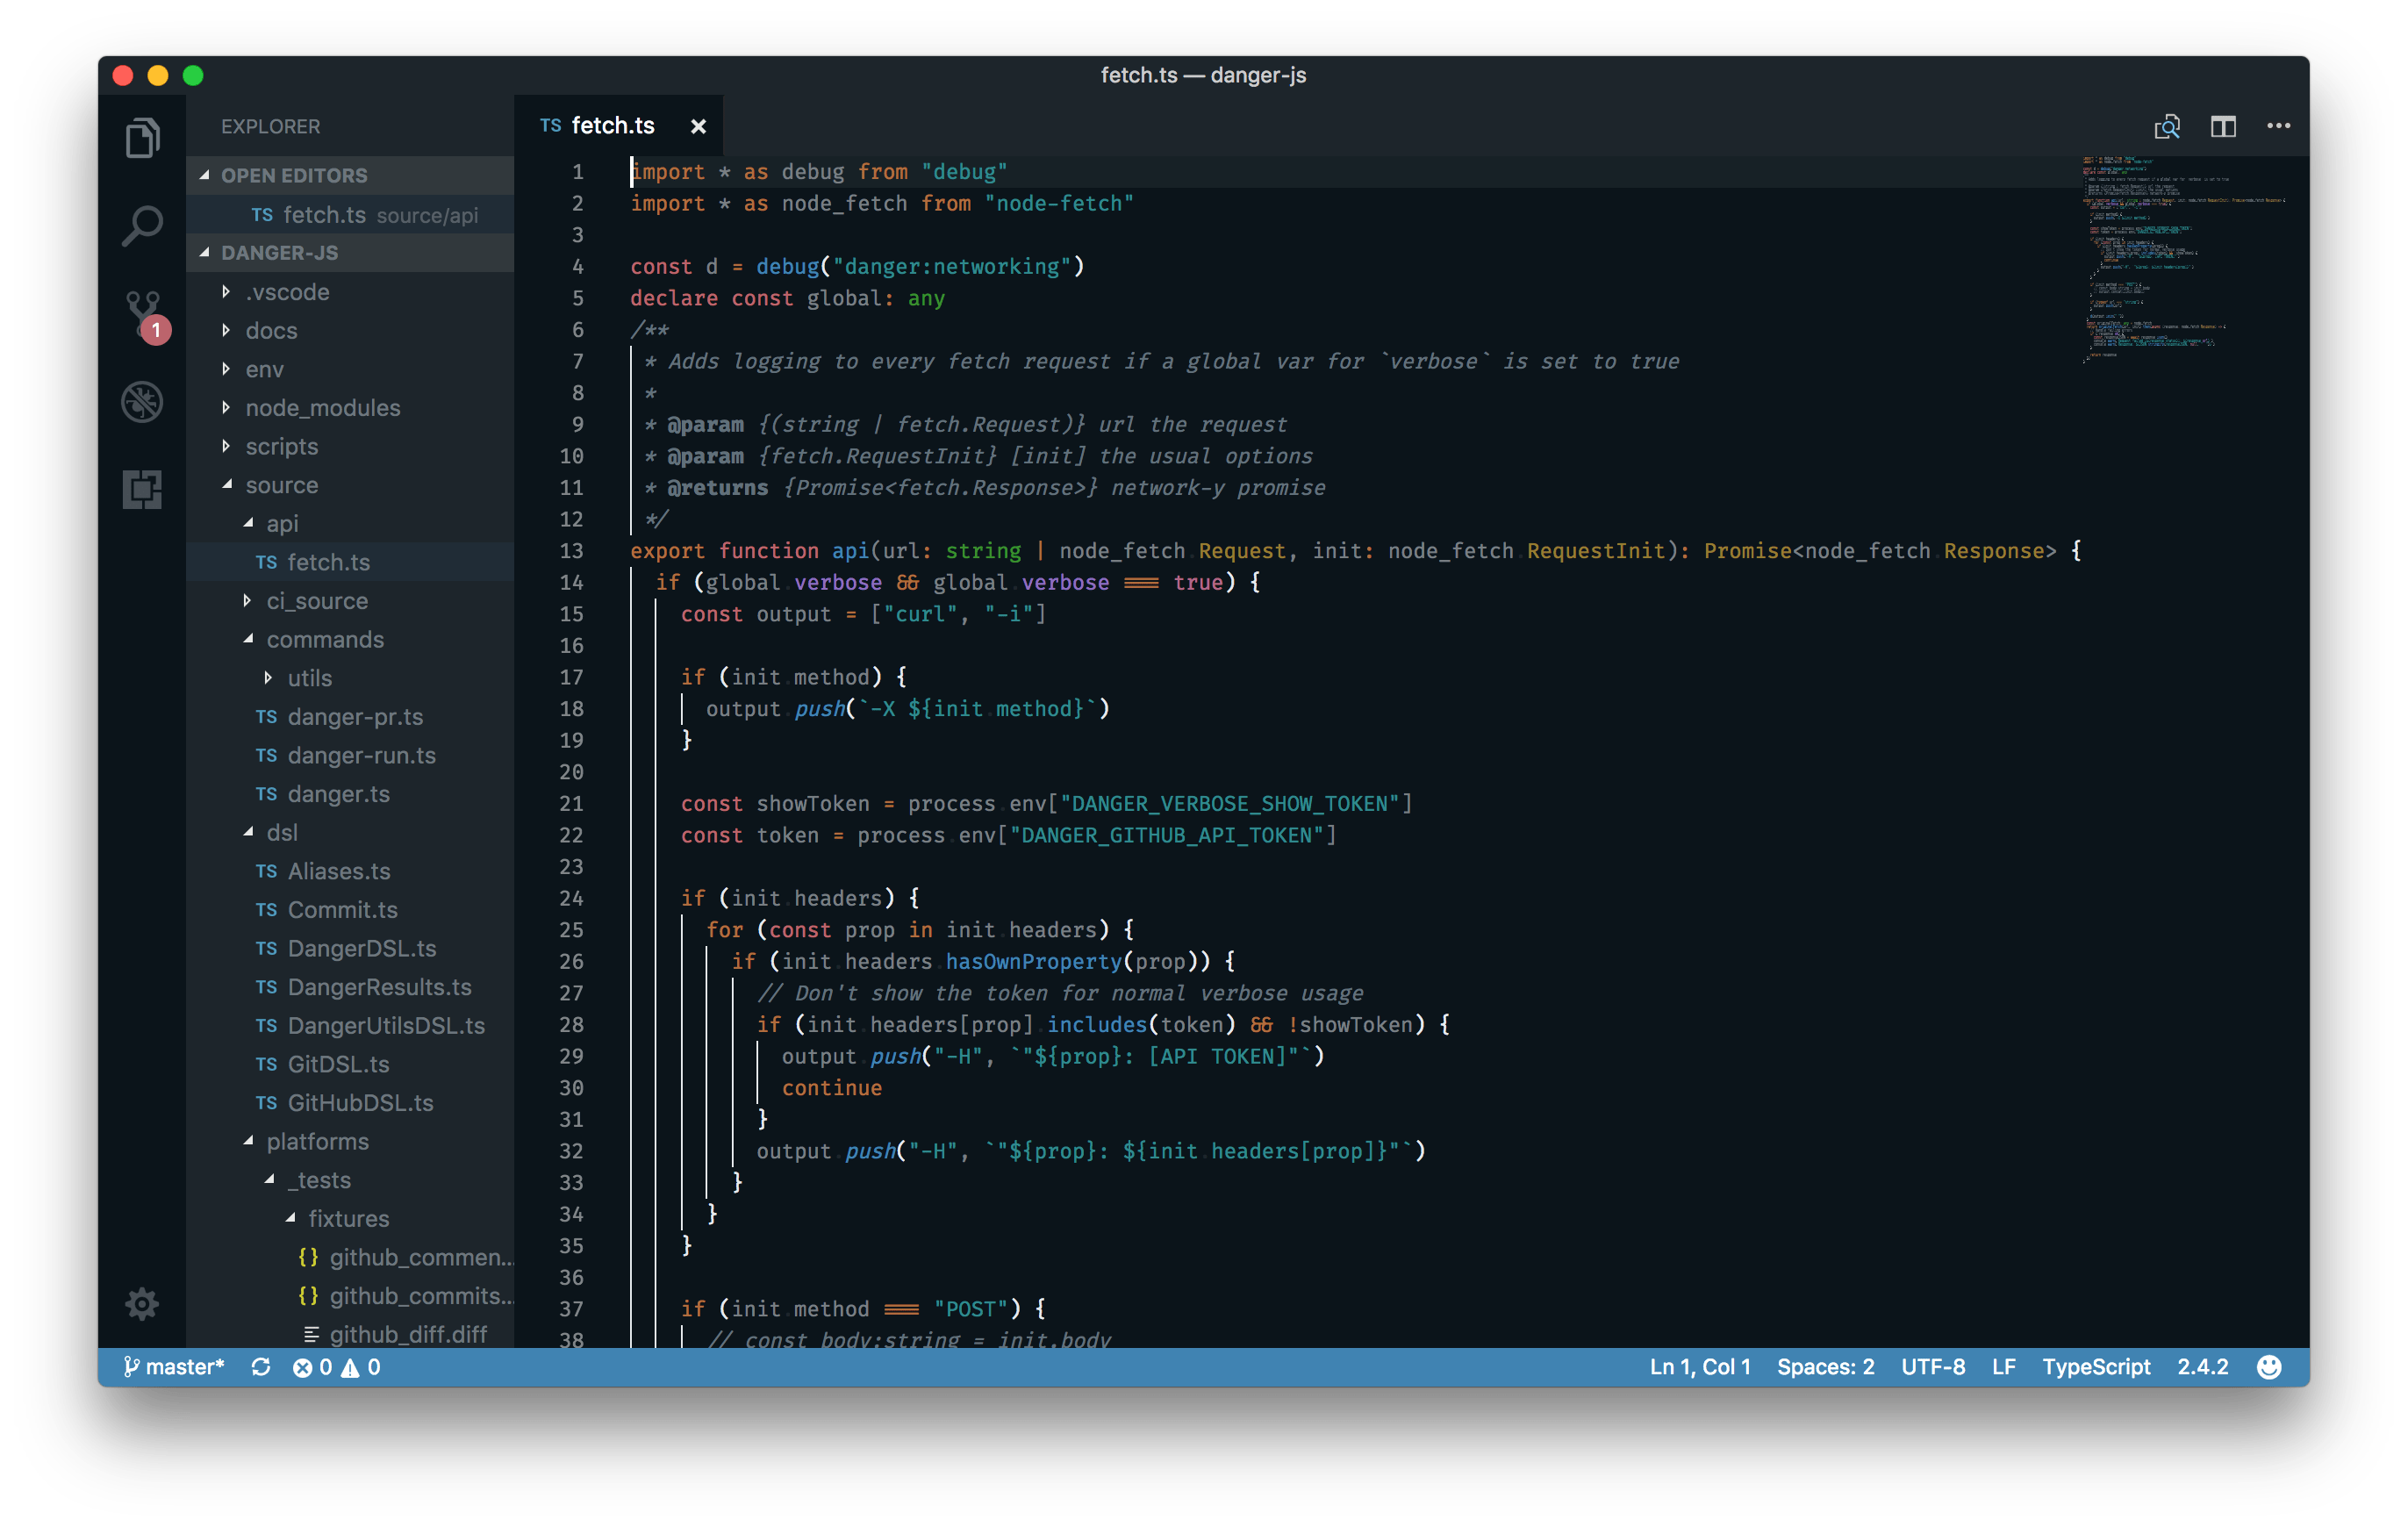 fetch.ts — danger-js
EXPLORER
OPEN EDITORS
TS fetch.ts source/api
DANGER-JS
.vscode
docs
env
node_modules
scripts
source
api
TS fetch.ts
ci_source
commands
utils
TS danger-pr.ts
TS danger-run.ts
TS danger.ts
dsl
TS Aliases.ts
TS Commit.ts
TS DangerDSL.ts
TS DangerResults.ts
TS DangerUtilsDSL.ts
TS GitDSL.ts
TS GitHubDSL.ts
platforms
_tests
fixtures
{} github_commen...
{} github_commits...
github_diff.diff
1
TS fetch.ts ×
1 import * as debug from "debug"
2 import * as node_fetch from "node-fetch"
3
4 const d = debug("danger:networking")
5 declare const global: any
6 /**
7 * Adds logging to every fetch request if a global var for `verbose` is set to true
8 *
9 * @param {(string | fetch.Request)} url the request
10 * @param {fetch.RequestInit} [init] the usual options
11 * @returns {Promise<fetch.Response>} network-y promise
12 */
13 export function api(url: string | node_fetch.Request, init: node_fetch.RequestInit): Promise<node_fetch.Response> {
14 if (global.verbose && global.verbose === true) {
15 const output = ["curl", "-i"]
16
17 if (init.method) {
18 output.push(`-X ${init.method}`)
19 }
20
21 const showToken = process.env["DANGER_VERBOSE_SHOW_TOKEN"]
22 const token = process.env["DANGER_GITHUB_API_TOKEN"]
23
24 if (init.headers) {
25 for (const prop in init.headers) {
26 if (init.headers.hasOwnProperty(prop)) {
27 // Don't show the token for normal verbose usage
28 if (init.headers[prop].includes(token) && !showToken) {
29 output.push("-H", `"${prop}: [API TOKEN]"`)
30 continue
31 }
32 output.push("-H", `"${prop}: ${init.headers[prop]}"`)
33 }
34 }
35 }
36
37 if (init.method === "POST") {
38 // const body:string = init.body
master* 0 0
Ln 1, Col 1 Spaces: 2 UTF-8 LF TypeScript 2.4.2